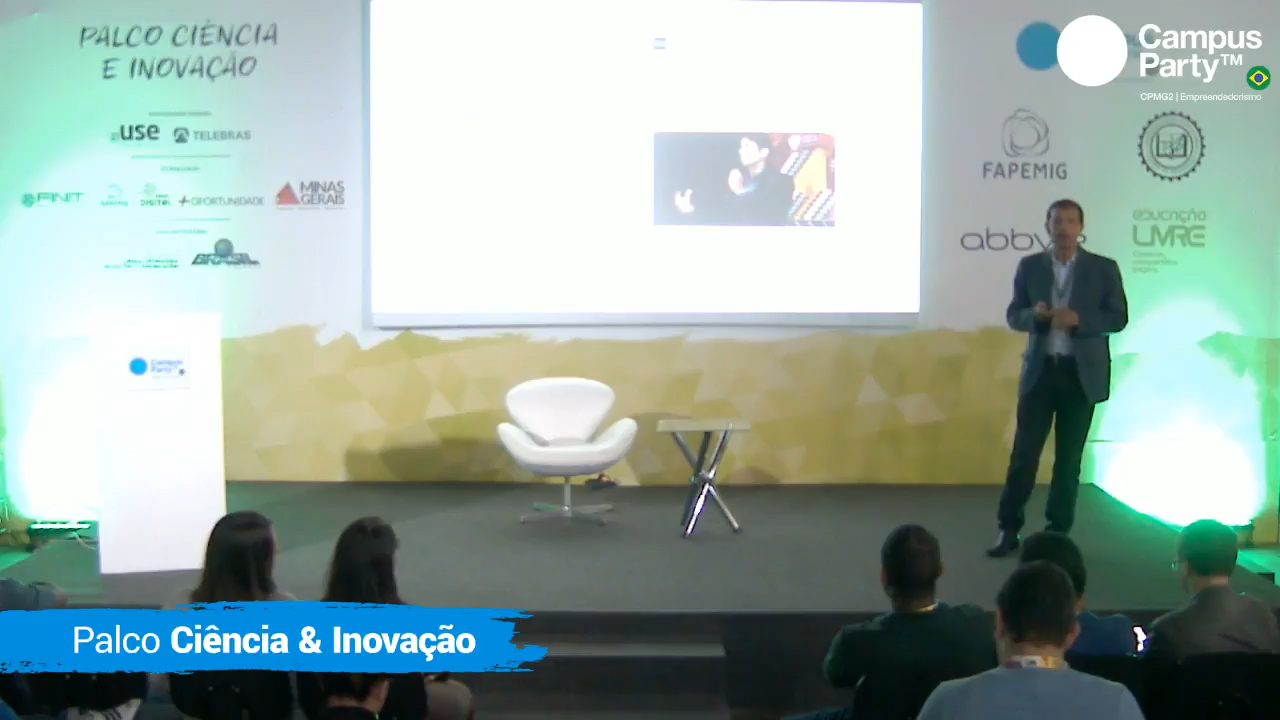 PALCO CIÊNCIA
E INOVAÇÃO
USE
TELEBRAS
FINIT
DIGITAL
+OPORTUNIDADE
MINAS
GERAIS
BRASIL
Campus
Party™
CPMG2 | Empreendedorismo
FAPEMIG
EDUCAÇÃO
LIVRE
Campus
Party
Palco Ciência & Inovação